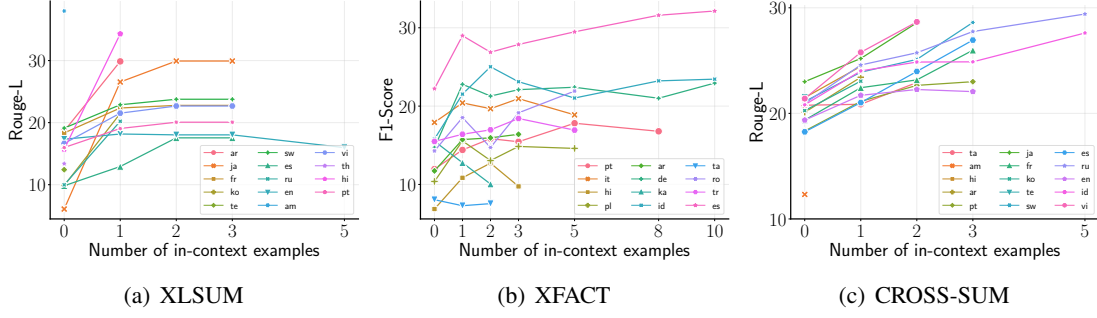 Rouge-L
30
20
10
0
1
2
3
5
Number of in-context examples
ar
ja
fr
ko
te
sw
es
ru
en
am
vi
th
hi
pt
(a) XLSUM
F1-Score
30
20
10
0
1
2
3
5
8
10
Number of in-context examples
pt
it
hi
pl
ar
de
ka
id
ta
ro
tr
es
(b) XFACT
Rouge-L
30
20
10
0
1
2
3
5
Number of in-context examples
ta
am
hi
ar
pt
ja
fr
ko
te
sw
es
ru
en
id
vi
(c) CROSS-SUM